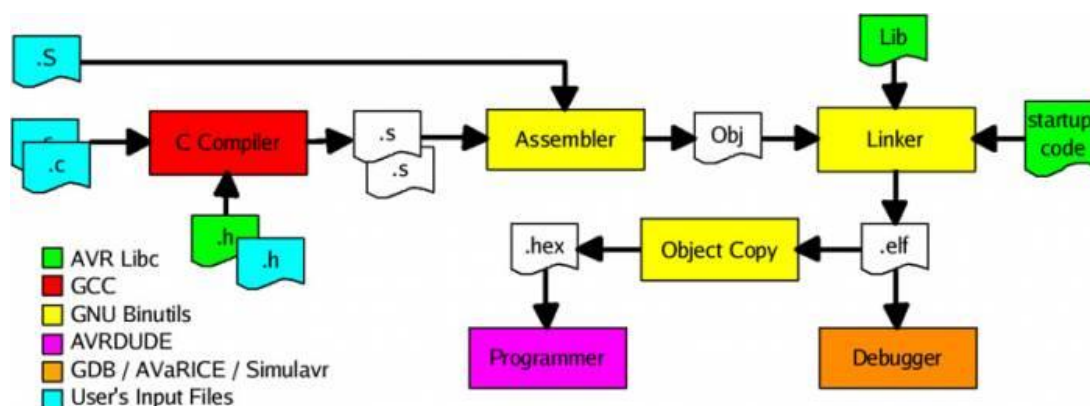 .S
Lib
.c
C Compiler
.s
.s
Assembler
Obj
Linker
startup
code
.h
.h
.hex
Object Copy
.elf
AVR Libc
GCC
GNU Binutils
AVRDUDE
GDB / AVaRICE / Simulavr
User's Input Files
Programmer
Debugger